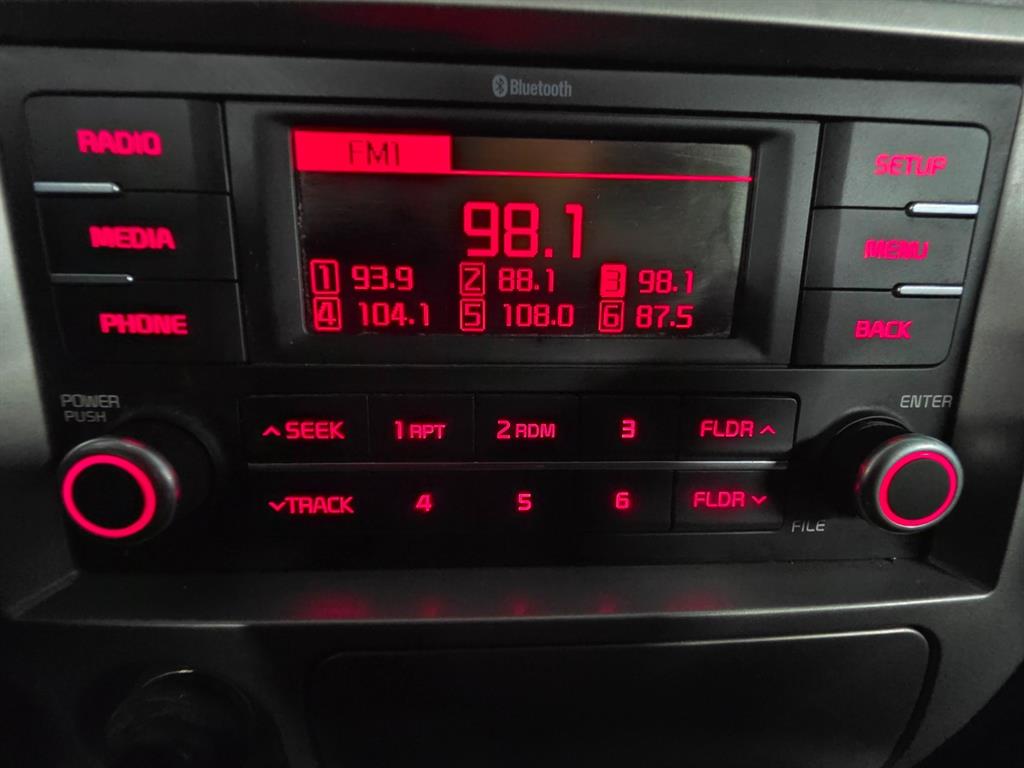 Bluetooth
RADIO
MEDIA
PHONE
FM1
98.1
1 93.9 2 88.1 3 98.1
4 104.1 5 108.0 6 87.5
SETUP
MENU
BACK
POWER
PUSH
SEEK 1 RPT 2 RDM 3 FLDR
TRACK 4 5 6 FLDR
ENTER
FILE